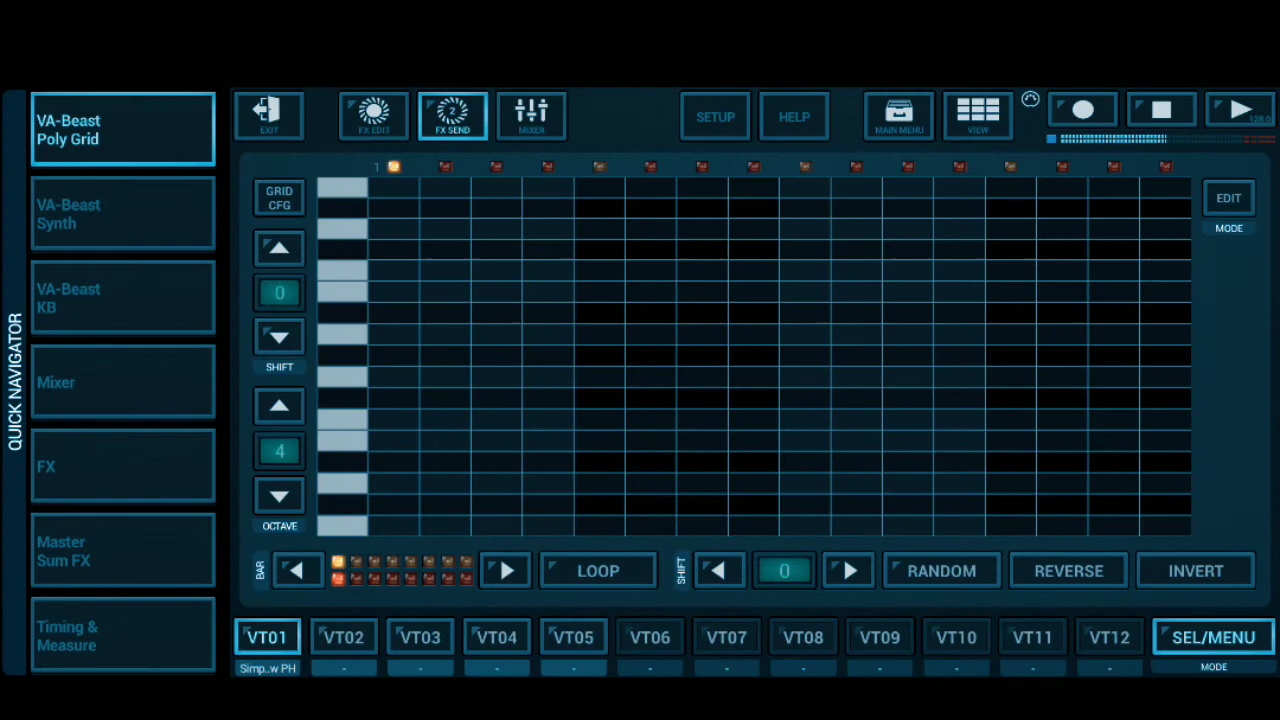 QUICK NAVIGATOR
VA-Beast
Poly Grid
VA-Beast
Synth
VA-Beast
KB
Mixer
FX
Master
Sum FX
Timing &
Measure
EXIT
FX EDIT
2
FX SEND
MIXER
SETUP
HELP
MAIN MENU
VIEW
128.0
1
GRID
CFG
0
SHIFT
4
OCTAVE
EDIT
MODE
BAR
LOOP
SHIFT
0
RANDOM
REVERSE
INVERT
VT01
VT02
VT03
VT04
VT05
VT06
VT07
VT08
VT09
VT10
VT11
VT12
SEL/MENU
Simp..w PH
-
-
-
-
-
-
-
-
-
-
-
MODE